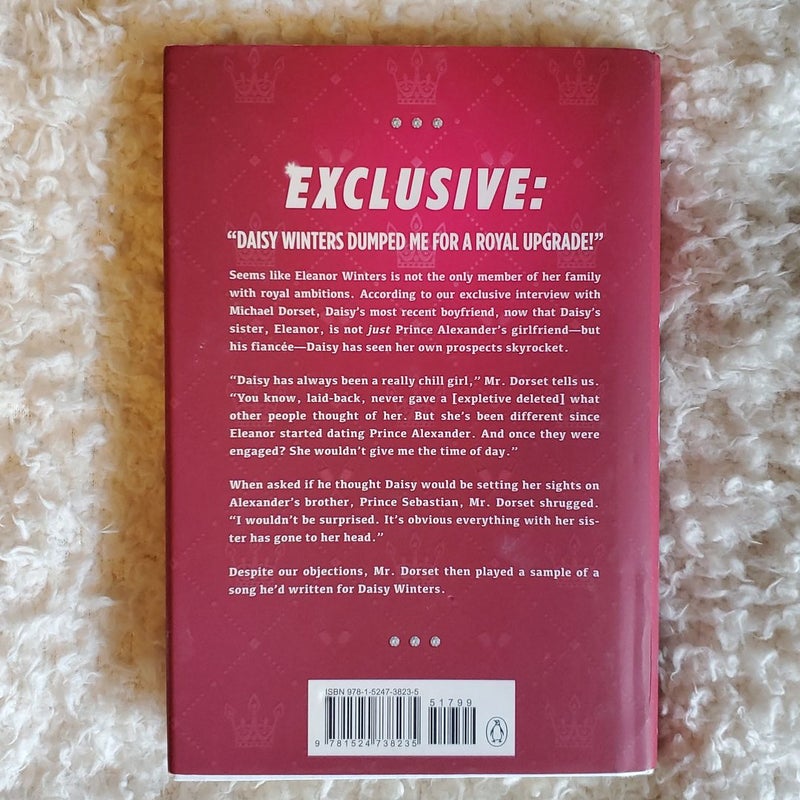 EXCLUSIVE:
“DAISY WINTERS DUMPED ME FOR A ROYAL UPGRADE!”
Seems like Eleanor Winters is not the only member of her family
with royal ambitions. According to our exclusive interview with
Michael Dorset, Daisy’s most recent boyfriend, now that Daisy’s
sister, Eleanor, is not just Prince Alexander’s girlfriend—but
his fiancée—Daisy has seen her own prospects skyrocket.
“Daisy has always been a really chill girl,” Mr. Dorset tells us.
“You know, laid-back, never gave a [expletive deleted] what
other people thought of her. But she’s been different since
Eleanor started dating Prince Alexander. And once they were
engaged? She wouldn’t give me the time of day.”
When asked if he thought Daisy would be setting her sights on
Alexander’s brother, Prince Sebastian, Mr. Dorset shrugged.
“I wouldn’t be surprised. It’s obvious everything with her sis-
ter has gone to her head.”
Despite our objections, Mr. Dorset then played a sample of a
song he’d written for Daisy Winters.
ISBN 978-1-5247-3823-5
51799
9 781524 738235